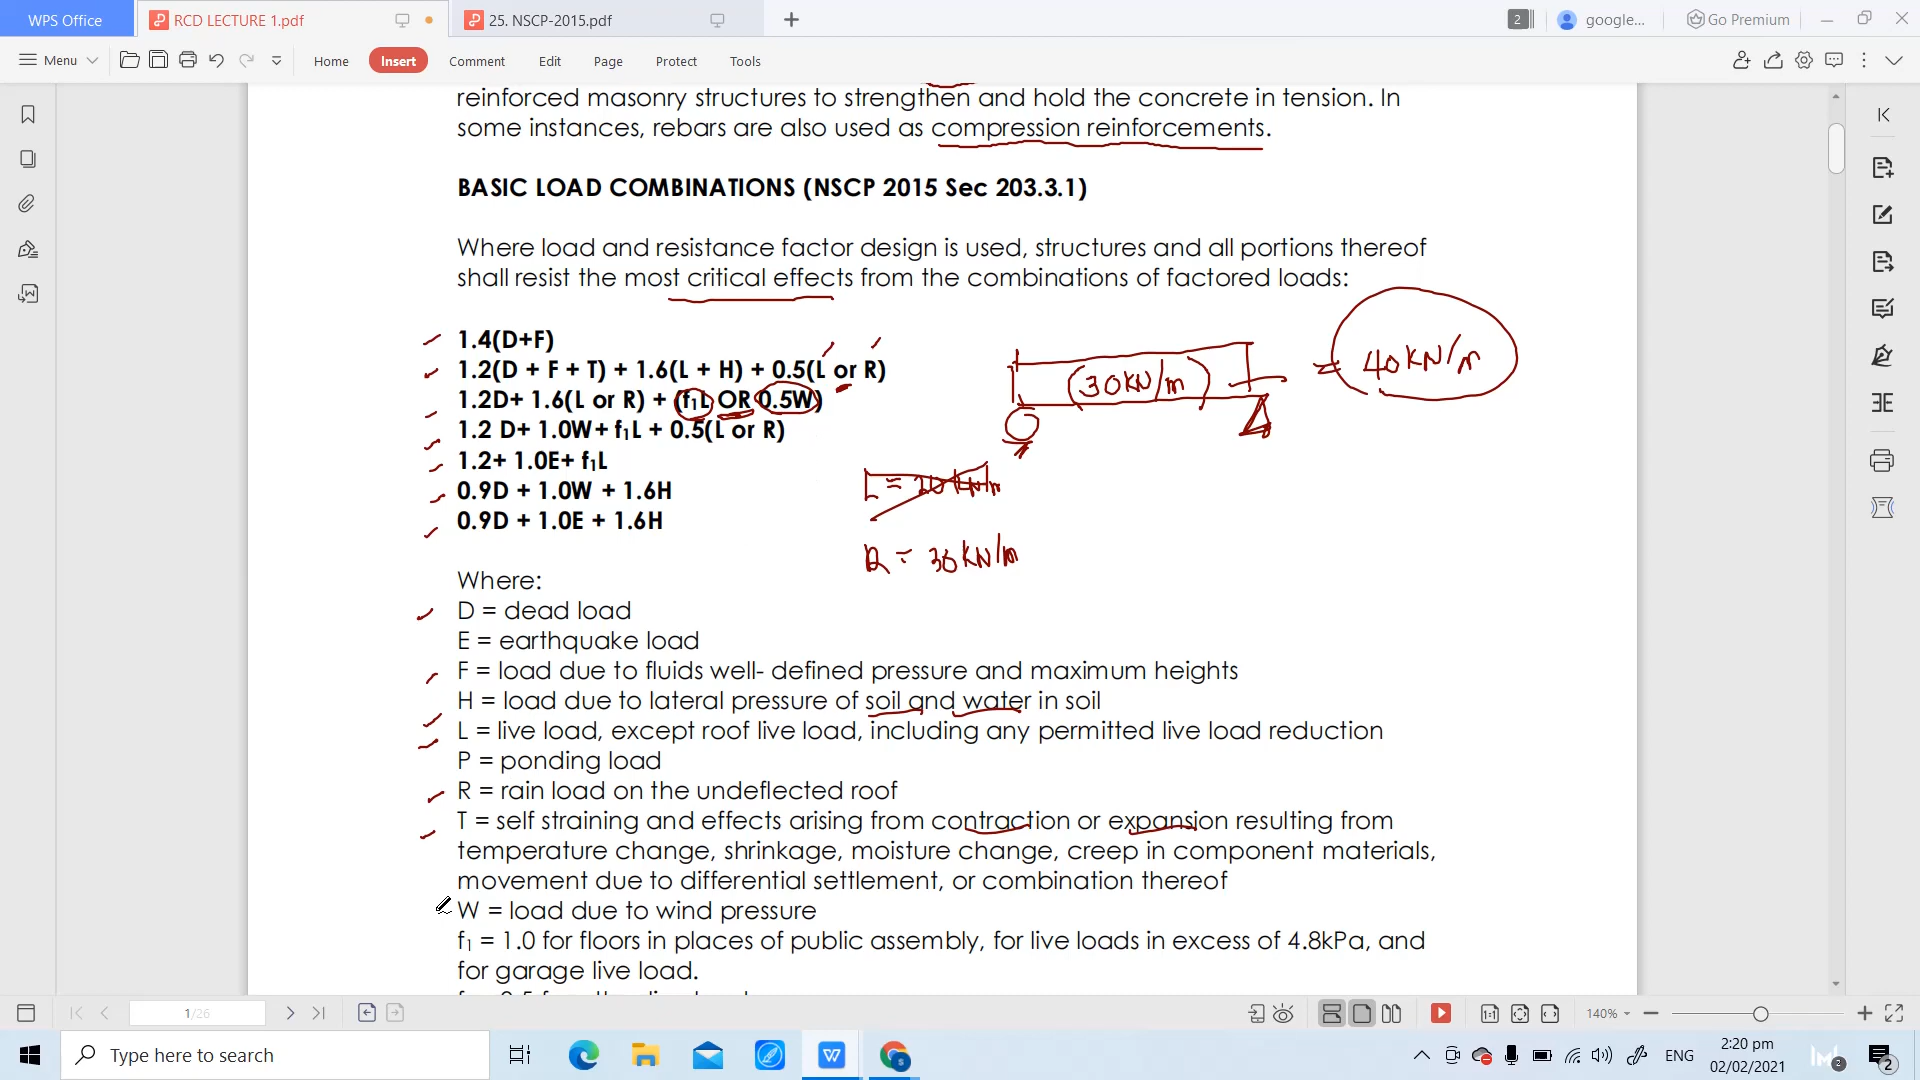 WPS Office
RCD LECTURE 1.pdf
25. NSCP-2015.pdf
2
google...
Go Premium
Menu
Home
Insert
Comment
Edit
Page
Protect
Tools
reinforced masonry structures to strengthen and hold the concrete in tension. In
some instances, rebars are also used as compression reinforcements.
BASIC LOAD COMBINATIONS (NSCP 2015 Sec 203.3.1)
Where load and resistance factor design is used, structures and all portions thereof
shall resist the most critical effects from the combinations of factored loads:
1.4(D+F)
1.2(D + F + T) + 1.6(L + H) + 0.5(L or R)
1.2D+ 1.6(L or R) + (f₁L OR 0.5W)
1.2 D+ 1.0W+ f₁L + 0.5(L or R)
1.2+ 1.0E+ f₁L
0.9D + 1.0W + 1.6H
0.9D + 1.0E + 1.6H
30KN/m
= 40KN/m
L = 20 KN/m
R = 30KN/m
Where:
D = dead load
E = earthquake load
F = load due to fluids well- defined pressure and maximum heights
H = load due to lateral pressure of soil and water in soil
L = live load, except roof live load, including any permitted live load reduction
P = ponding load
R = rain load on the undeflected roof
T = self straining and effects arising from contraction or expansion resulting from
temperature change, shrinkage, moisture change, creep in component materials,
movement due to differential settlement, or combination thereof
W = load due to wind pressure
f₁ = 1.0 for floors in places of public assembly, for live loads in excess of 4.8kPa, and
for garage live load.
1/26
140%
Type here to search
ENG
2:20 pm
02/02/2021
2
2